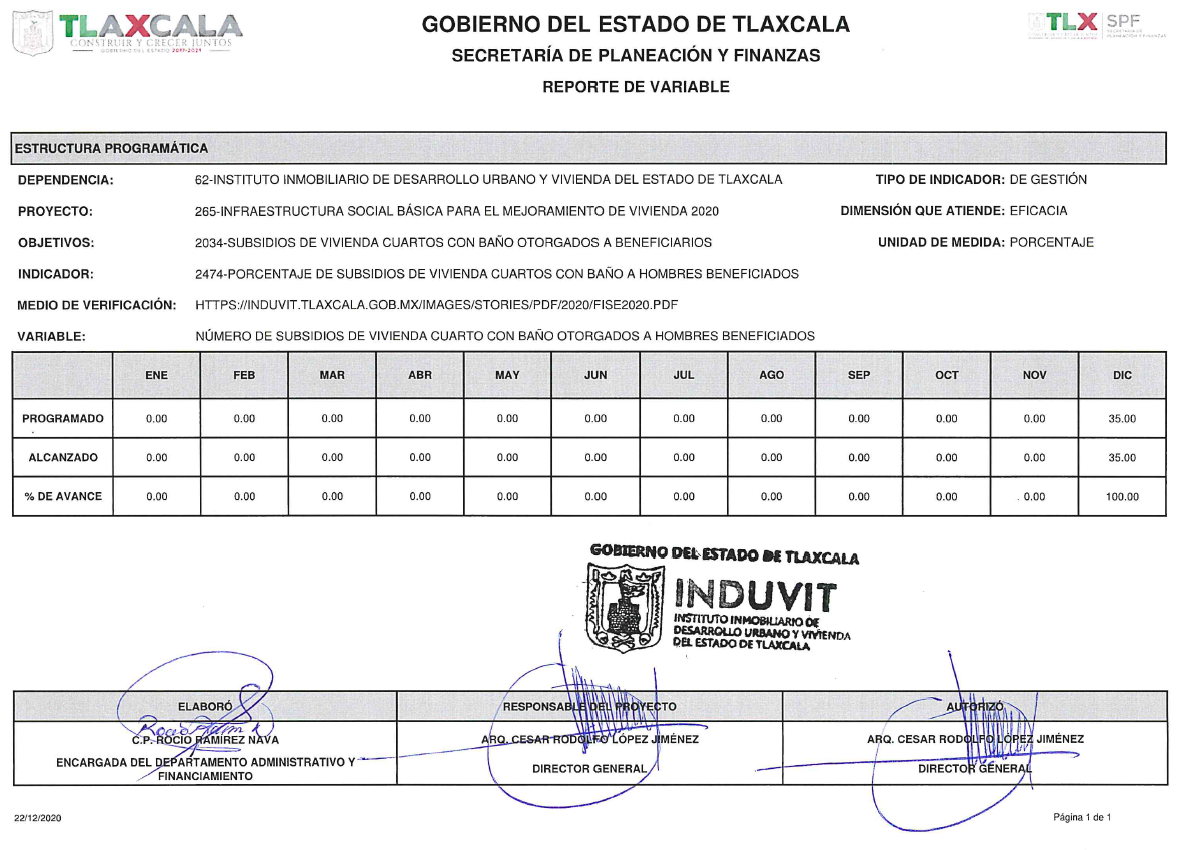 TLAXCALA
CONSTRUIR Y CRECER JUNTOS
GOBIERNO DEL ESTADO 2017-2021
GOBIERNO DEL ESTADO DE TLAXCALA
SECRETARÍA DE PLANEACIÓN Y FINANZAS
REPORTE DE VARIABLE
TLX SPF
SECRETARÍA DE
PLANEACIÓN Y FINANZAS
ESTRUCTURA PROGRAMÁTICA
DEPENDENCIA: 62-INSTITUTO INMOBILIARIO DE DESARROLLO URBANO Y VIVIENDA DEL ESTADO DE TLAXCALA TIPO DE INDICADOR: DE GESTIÓN
PROYECTO: 265-INFRAESTRUCTURA SOCIAL BÁSICA PARA EL MEJORAMIENTO DE VIVIENDA 2020 DIMENSIÓN QUE ATIENDE: EFICACIA
OBJETIVOS: 2034-SUBSIDIOS DE VIVIENDA CUARTOS CON BAÑO OTORGADOS A BENEFICIARIOS UNIDAD DE MEDIDA: PORCENTAJE
INDICADOR: 2474-PORCENTAJE DE SUBSIDIOS DE VIVIENDA CUARTOS CON BAÑO A HOMBRES BENEFICIADOS
MEDIO DE VERIFICACIÓN: HTTPS://INDUVIT.TLAXCALA.GOB.MX/IMAGES/STORIES/PDF/2020/FISE2020.PDF
VARIABLE: NÚMERO DE SUBSIDIOS DE VIVIENDA CUARTO CON BAÑO OTORGADOS A HOMBRES BENEFICIADOS
ENE FEB MAR ABR MAY JUN JUL AGO SEP OCT NOV DIC
PROGRAMADO 0.00 0.00 0.00 0.00 0.00 0.00 0.00 0.00 0.00 0.00 0.00 35.00
ALCANZADO 0.00 0.00 0.00 0.00 0.00 0.00 0.00 0.00 0.00 0.00 0.00 35.00
% DE AVANCE 0.00 0.00 0.00 0.00 0.00 0.00 0.00 0.00 0.00 0.00 0.00 100.00
GOBIERNO DEL ESTADO DE TLAXCALA
INDUVIT
INSTITUTO INMOBILIARIO DE
DESARROLLO URBANO Y VIVIENDA
DEL ESTADO DE TLAXCALA
ELABORÓ RESPONSABLE DEL PROYECTO AUTORIZÓ
C.P. ROCIO RAMIREZ NAVA ARQ. CESAR RODOLFO LÓPEZ JIMÉNEZ ARQ. CESAR RODOLFO LÓPEZ JIMÉNEZ
ENCARGADA DEL DEPARTAMENTO ADMINISTRATIVO Y
FINANCIAMIENTO DIRECTOR GENERAL DIRECTOR GENERAL
22/12/2020 Página 1 de 1